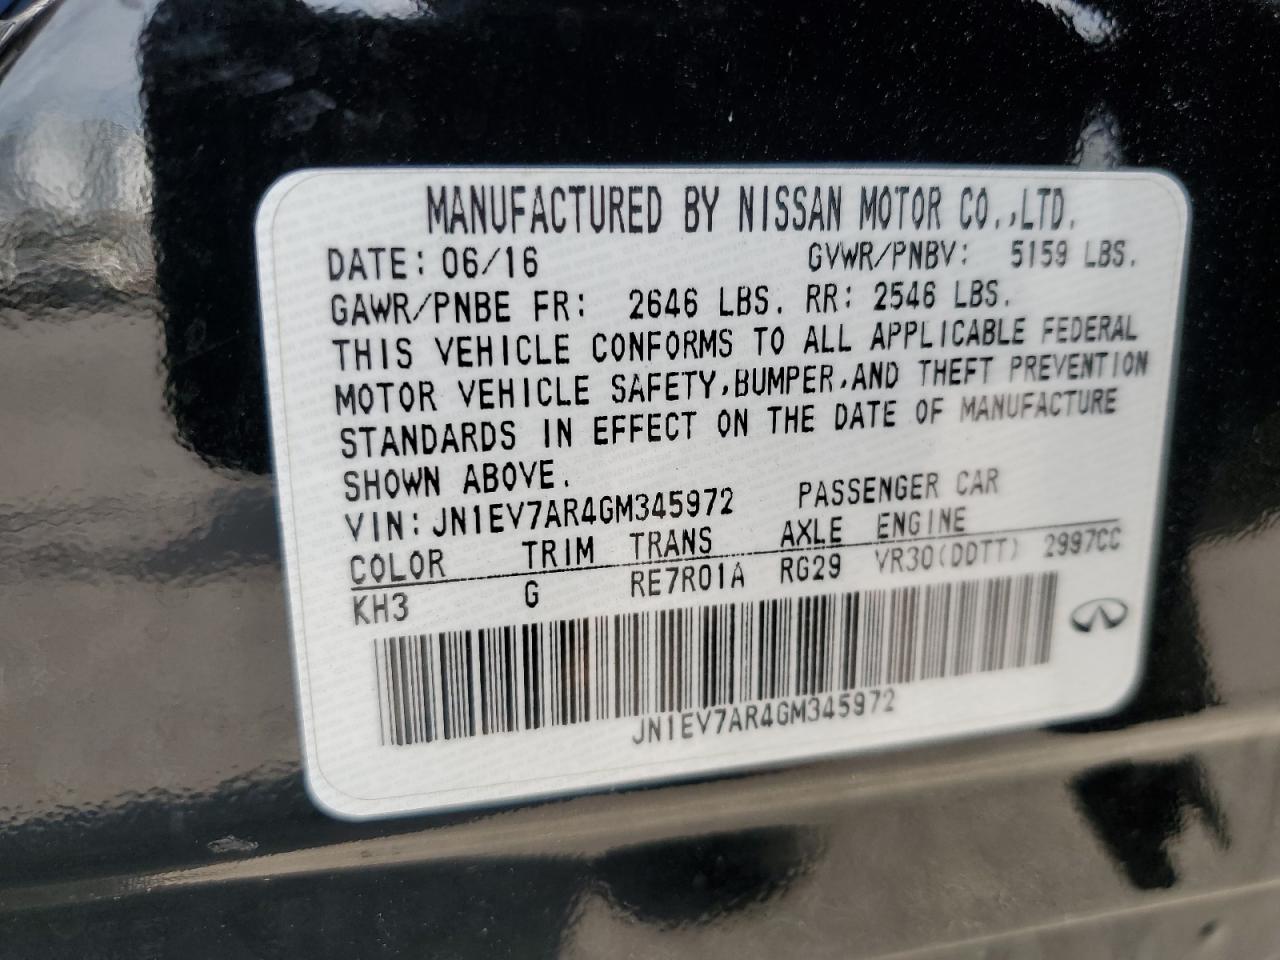 MANUFACTURED BY NISSAN MOTOR CO.,LTD.
DATE: 06/16 GVWR/PNBV: 5159 LBS.
GAWR/PNBE FR: 2646 LBS. RR: 2546 LBS.
THIS VEHICLE CONFORMS TO ALL APPLICABLE FEDERAL
MOTOR VEHICLE SAFETY,BUMPER,AND THEFT PREVENTION
STANDARDS IN EFFECT ON THE DATE OF MANUFACTURE
SHOWN ABOVE.
VIN: JN1EV7AR4GM345972 PASSENGER CAR
COLOR TRIM TRANS AXLE ENGINE
KH3 G RE7R01A RG29 VR30(DDTT) 2997CC
JN1EV7AR4GM345972